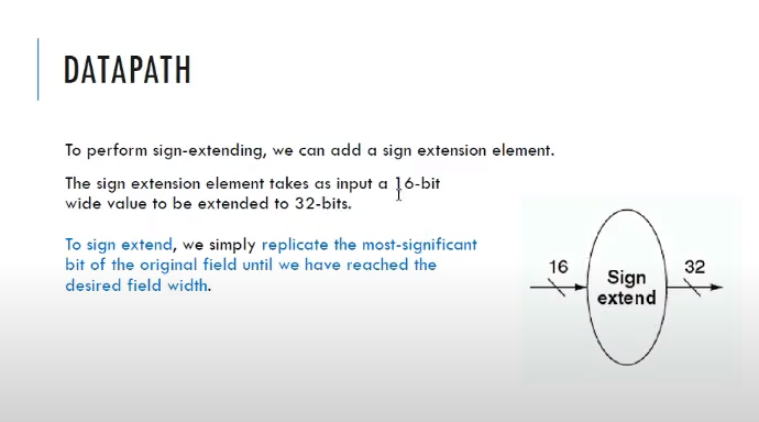 DATAPATH
To perform sign-extending, we can add a sign extension element.
The sign extension element takes as input a 16-bit
wide value to be extended to 32-bits.
To sign extend, we simply replicate the most-significant
bit of the original field until we have reached the
desired field width.
16
Sign
extend
32